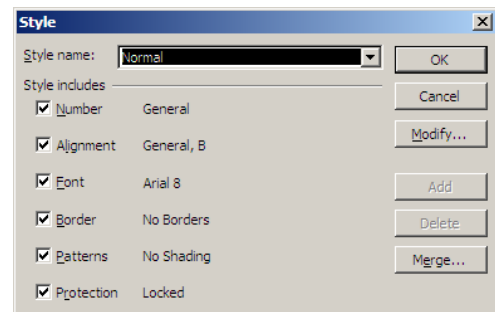 Style
Style name: Normal OK
Style includes Cancel
Number General
Modify...
Alignment General, B
Font Arial 8 Add
Border No Borders Delete
Patterns No Shading Merge...
Protection Locked